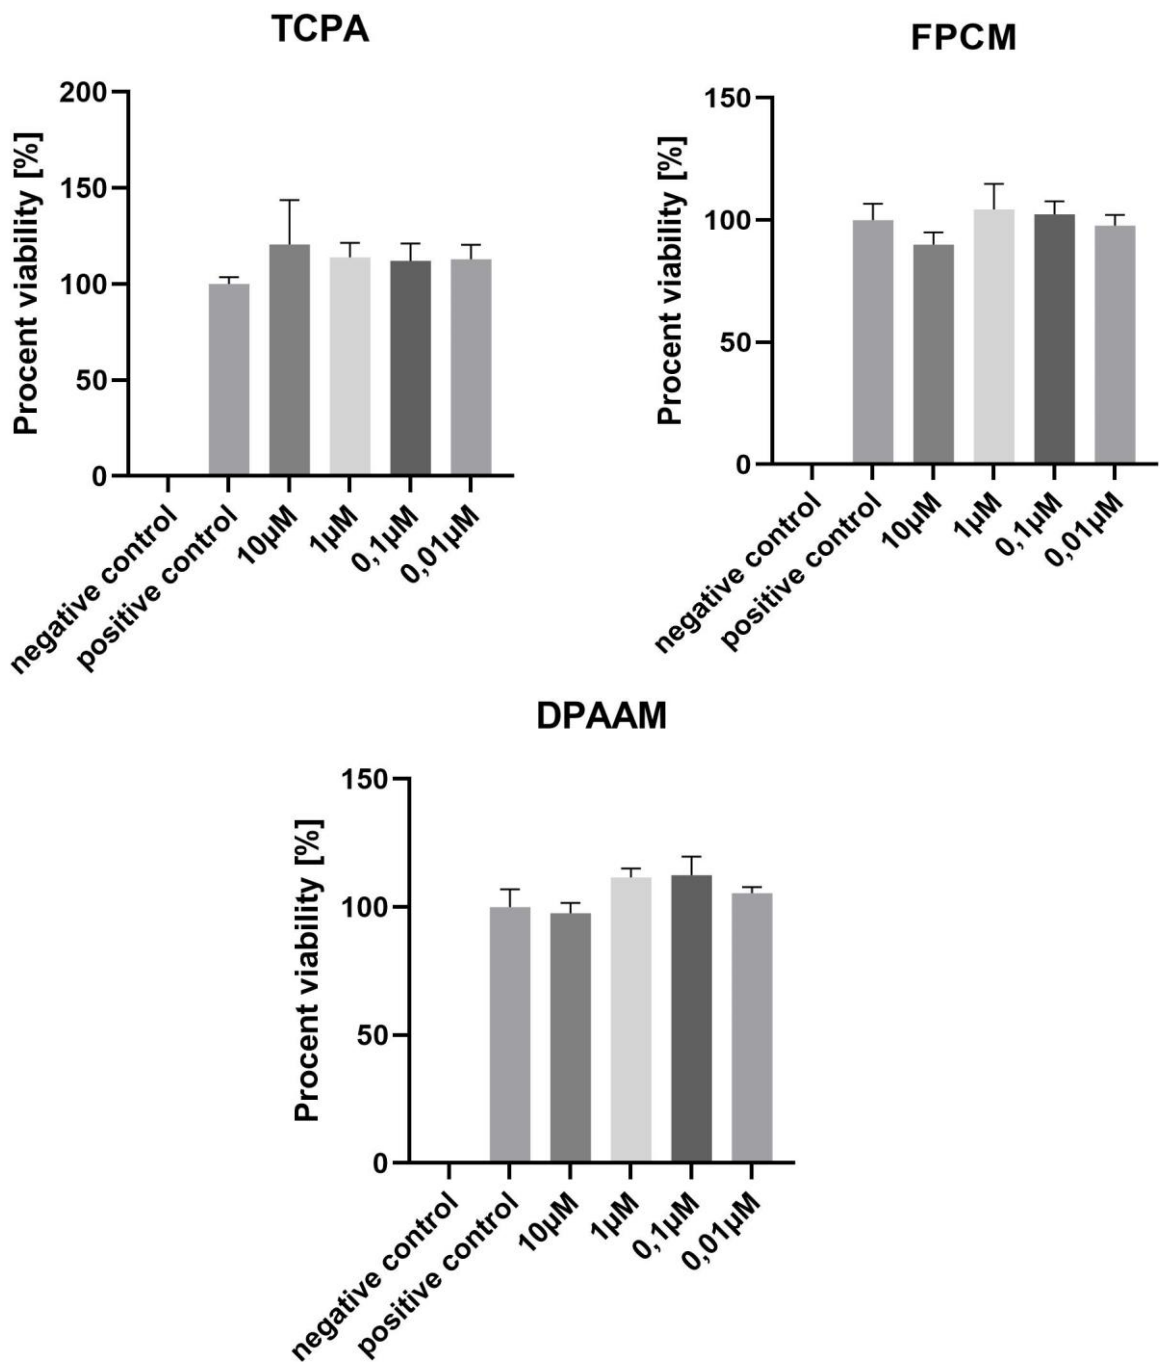 TCPA
Procent viability [%]
200
150
100
50
0
negative control
positive control
10µM
1µM
0,1µM
0,01µM
FPCM
Procent viability [%]
150
100
50
0
negative control
positive control
10µM
1µM
0,1µM
0,01µM
DPAAM
Procent viability [%]
150
100
50
0
negative control
positive control
10µM
1µM
0,1µM
0,01µM